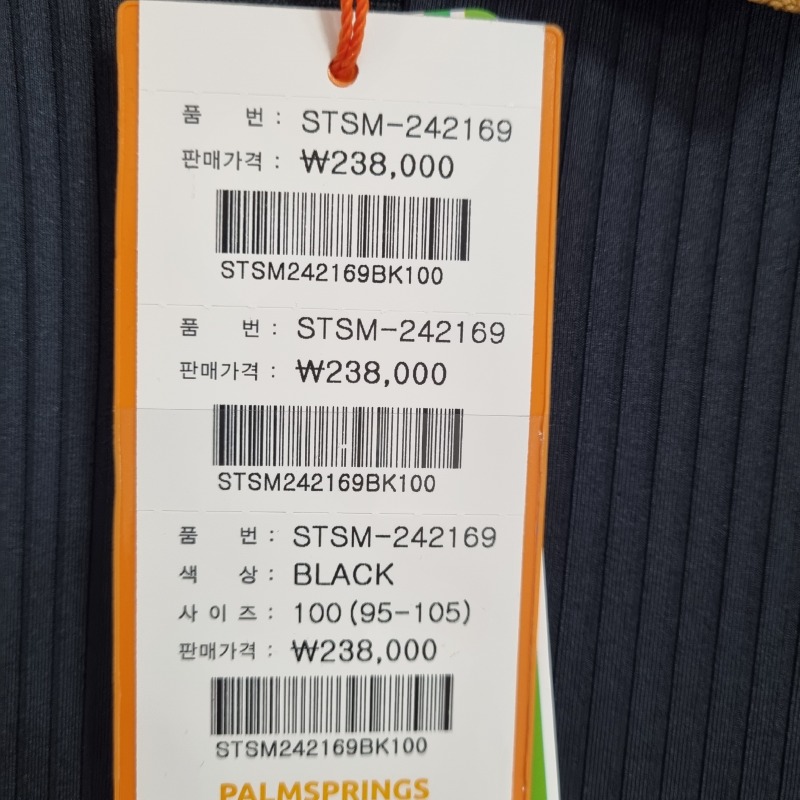 품 번 : STSM-242169
판매가격 : ₩238,000
STSM242169BK100
품 번 : STSM-242169
판매가격 : ₩238,000
STSM242169BK100
품 번 : STSM-242169
색 상 : BLACK
사 이 즈 : 100 (95-105)
판매가격 : ₩238,000
STSM242169BK100
PALMSPRINGS